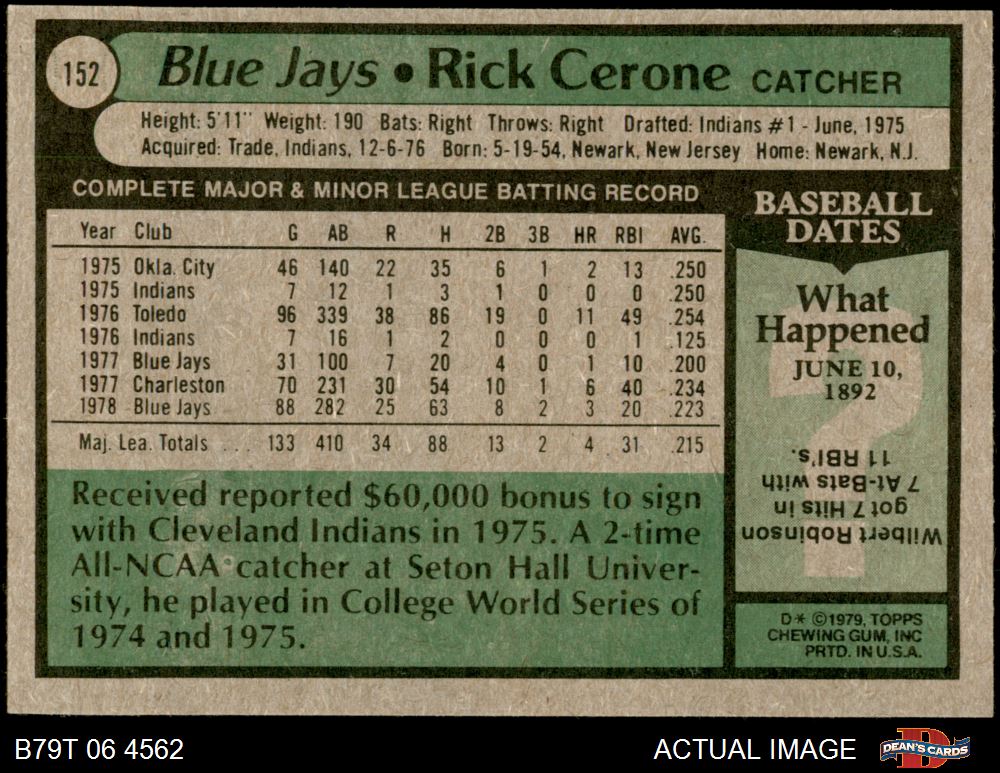 152
Blue Jays • Rick Cerone CATCHER
Height: 5'11" Weight: 190 Bats: Right Throws: Right Drafted: Indians #1 - June, 1975
Acquired: Trade, Indians, 12-6-76 Born: 5-19-54, Newark, New Jersey Home: Newark, N.J.
COMPLETE MAJOR & MINOR LEAGUE BATTING RECORD
Year Club G AB R H 2B 3B HR RBI AVG.
1975 Okla. City 46 140 22 35 6 1 2 13 .250
1975 Indians 7 12 1 3 1 0 0 0 .250
1976 Toledo 96 339 38 86 19 0 11 49 .254
1976 Indians 7 16 1 2 0 0 0 1 .125
1977 Blue Jays 31 100 7 20 4 0 1 10 .200
1977 Charleston 70 231 30 54 10 1 6 40 .234
1978 Blue Jays 88 282 25 63 8 2 3 20 .223
Maj. Lea. Totals ... 133 410 34 88 13 2 4 31 .215
Received reported $60,000 bonus to sign
with Cleveland Indians in 1975. A 2-time
All-NCAA catcher at Seton Hall Univer-
sity, he played in College World Series of
1974 and 1975.
BASEBALL
DATES
What
Happened
JUNE 10,
1892
?
Wilbert Robinson
got 7 Hits in
7 At-Bats with
11 RBI's.
D* ©1979, TOPPS
CHEWING GUM, INC
PRTD. IN U.S.A.
B79T 06 4562
ACTUAL IMAGE
DEAN'S CARDS